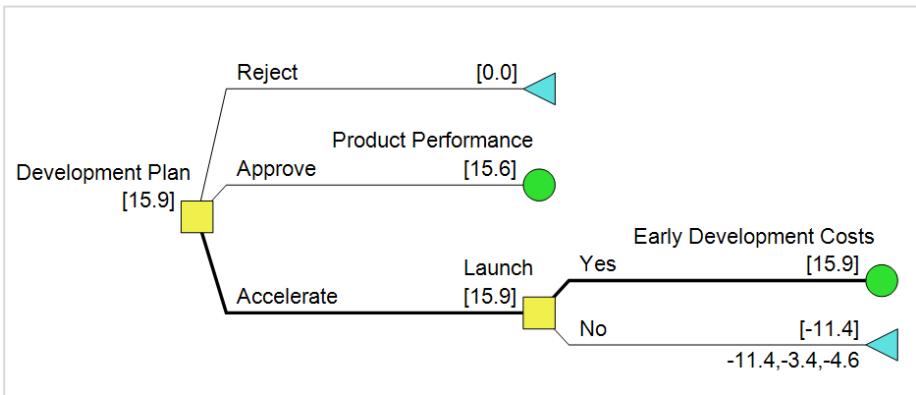 Reject [0.0]
Product Performance
Development Plan
Approve [15.6]
[15.9]
Early Development Costs
Launch
Yes [15.9]
Accelerate [15.9]
No [-11.4]
-11.4,-3.4,-4.6